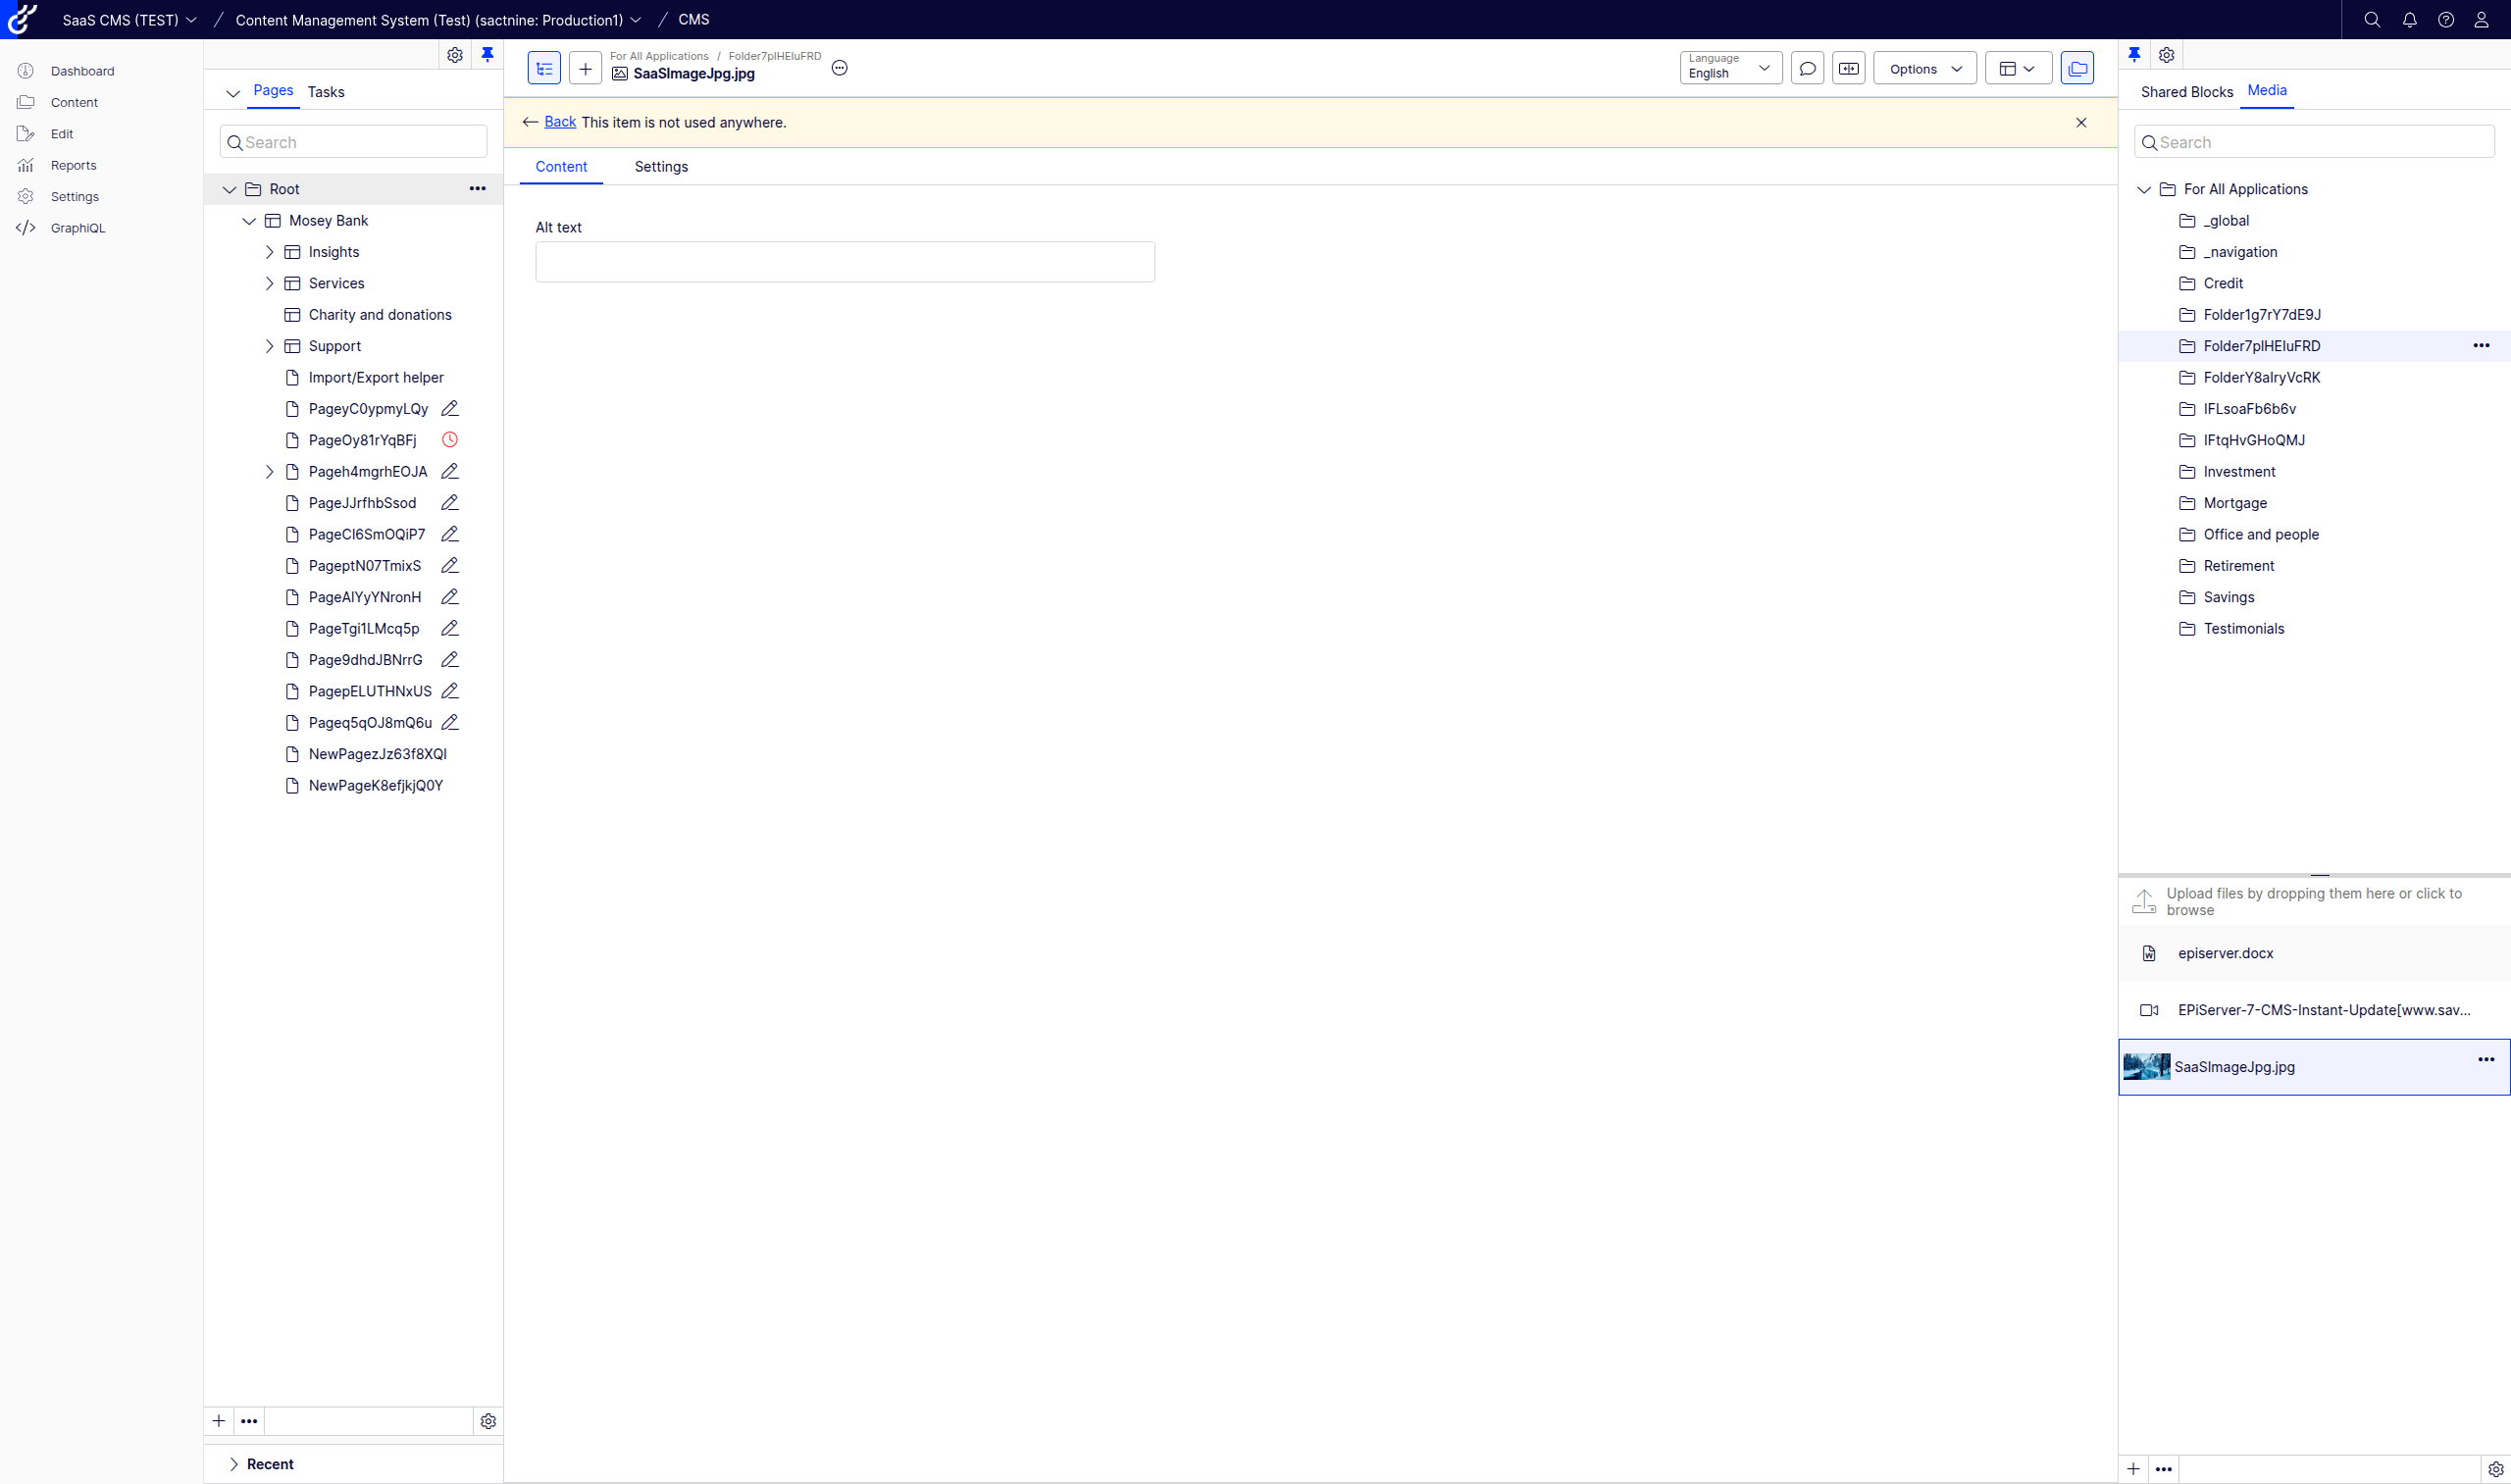 SaaS CMS (TEST) / Content Management System (Test) (sactnine: Production1) / CMS
Dashboard
Content
Edit
Reports
Settings
GraphiQL
Pages Tasks
Search
Root
Mosey Bank
Insights
Services
Charity and donations
Support
Import/Export helper
PageyC0ypmyLQy
PageOy81rYqBFj
Pageh4mgrhEOJA
PageJJrfhbSsod
PageCl6SmOQiP7
PageptN07TmixS
PageAlYyYNronH
PageTgi1LMcq5p
Page9dhdJBNrrG
PagepELUTHNxUS
Pageq5qOJ8mQ6u
NewPagezJz63f8XQl
NewPageK8efjkjQ0Y
Recent
For All Applications / Folder7plHEluFRD
SaaSImageJpg.jpg
Language
English
Options
Back This item is not used anywhere.
Content Settings
Alt text
Shared Blocks Media
Search
For All Applications
_global
_navigation
Credit
Folder1g7rY7dE9J
Folder7plHEluFRD
FolderY8alryVcRK
IFLsoaFb6b6v
IFtqHvGHoQMJ
Investment
Mortgage
Office and people
Retirement
Savings
Testimonials
Upload files by dropping them here or click to
browse
episerver.docx
EPiServer-7-CMS-Instant-Update[www.sav...
SaaSImageJpg.jpg